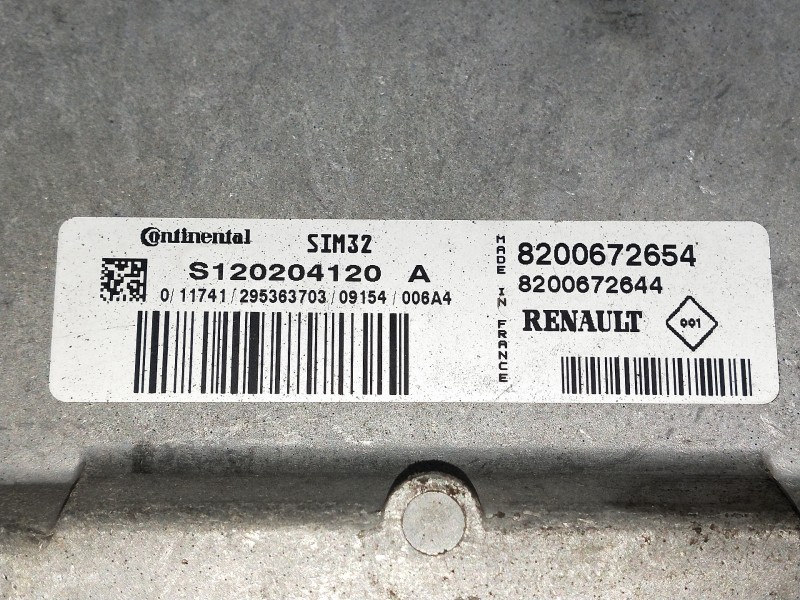 Continental SIM32
S120204120 A
0/11741/295363703/09154/006A4
MADE IN FRANCE
8200672654
8200672644
RENAULT 001